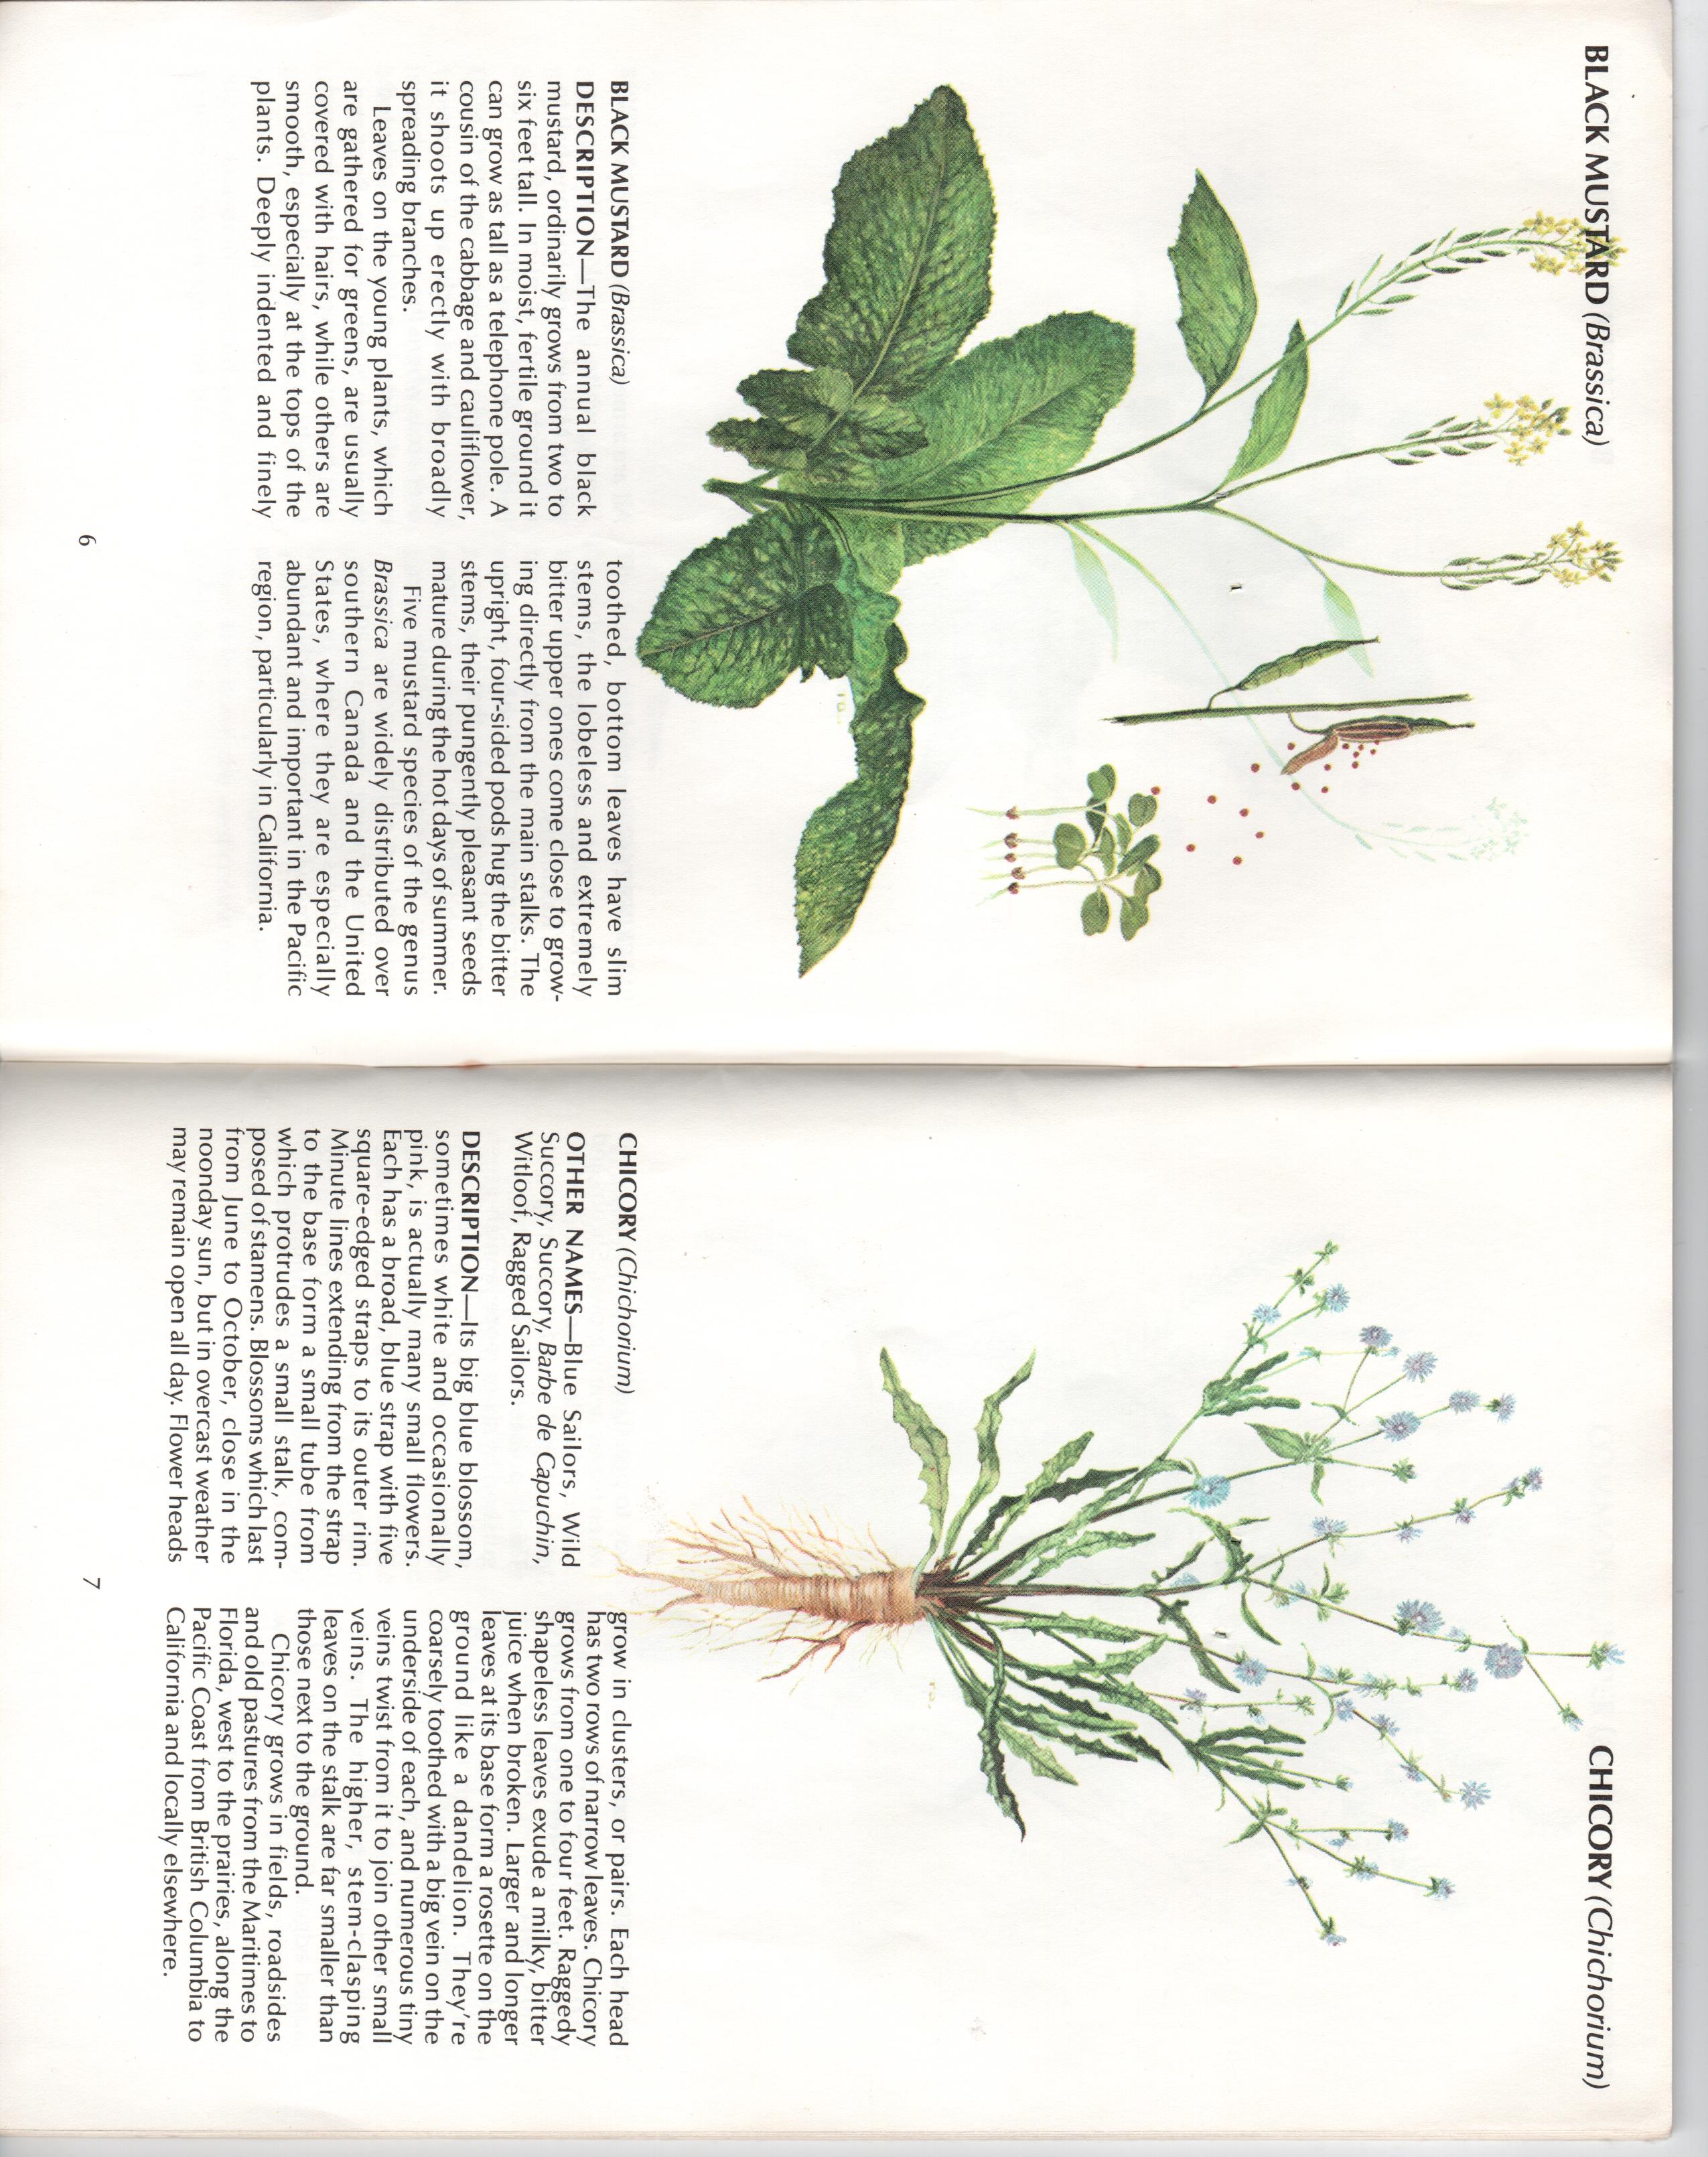 BLACK MUSTARD (Brassica)
BLACK MUSTARD (Brassica)
DESCRIPTION—The annual black
mustard, ordinarily grows from two to
six feet tall. In moist, fertile ground it
can grow as tall as a telephone pole. A
cousin of the cabbage and cauliflower,
it shoots up erectly with broadly
spreading branches.
Leaves on the young plants, which
are gathered for greens, are usually
covered with hairs, while others are
smooth, especially at the tops of the
plants. Deeply indented and finely
toothed, bottom leaves have slim
stems, the lobeless and extremely
bitter upper ones come close to grow-
ing directly from the main stalks. The
upright, four-sided pods hug the bitter
stems, their pungently pleasant seeds
mature during the hot days of summer.
Five mustard species of the genus
Brassica are widely distributed over
southern Canada and the United
States, where they are especially
abundant and important in the Pacific
region, particularly in California.
6
CHICORY (Chichorium)
CHICORY (Chichorium)
OTHER NAMES—Blue Sailors, Wild
Succory, Succory, Barbe de Capuchin,
Witloof, Ragged Sailors.
DESCRIPTION—Its big blue blossom,
sometimes white and occasionally
pink, is actually many small flowers.
Each has a broad, blue strap with five
square-edged straps to its outer rim.
Minute lines extending from the strap
to the base form a small tube from
which protrudes a small stalk, com-
posed of stamens. Blossoms which last
from June to October, close in the
noonday sun, but in overcast weather
may remain open all day. Flower heads
grow in clusters, or pairs. Each head
has two rows of narrow leaves. Chicory
grows from one to four feet. Raggedy
shapeless leaves exude a milky, bitter
juice when broken. Larger and longer
leaves at its base form a rosette on the
ground like a dandelion. They're
coarsely toothed with a big vein on the
underside of each, and numerous tiny
veins twist from it to join other small
veins. The higher, stem-clasping
leaves on the stalk are far smaller than
those next to the ground.
Chicory grows in fields, roadsides
and old pastures from the Maritimes to
Florida, west to the prairies, along the
Pacific Coast from British Columbia to
California and locally elsewhere.
7